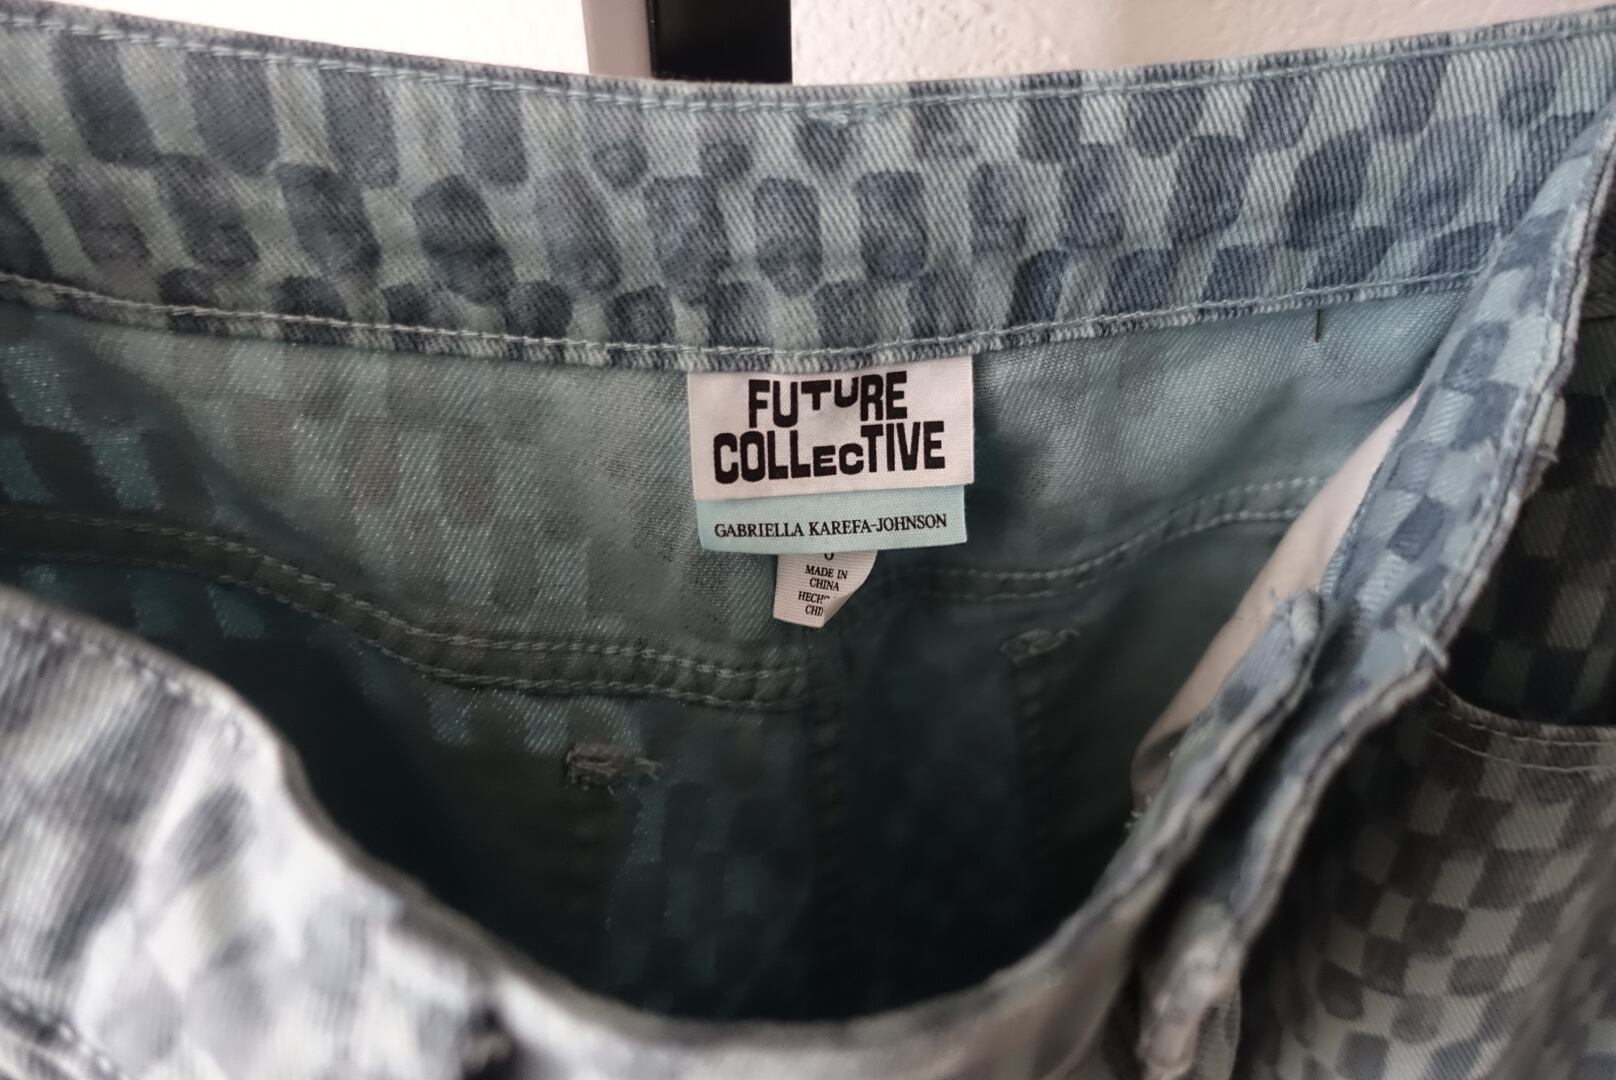 FUTURE
COLLECTIVE
GABRIELLA KAREFA-JOHNSON
MADE IN
CHINA